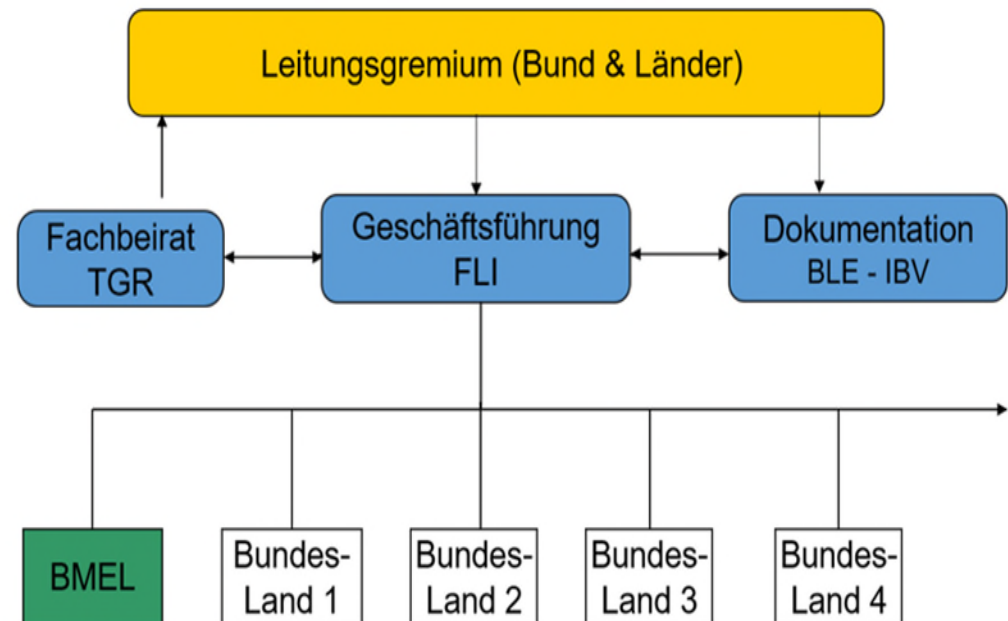 Leitungsgremium (Bund & Länder)
Fachbeirat
TGR
Geschäftsführung
FLI
Dokumentation
BLE - IBV
BMEL
Bundes-
Land 1
Bundes-
Land 2
Bundes-
Land 3
Bundes-
Land 4